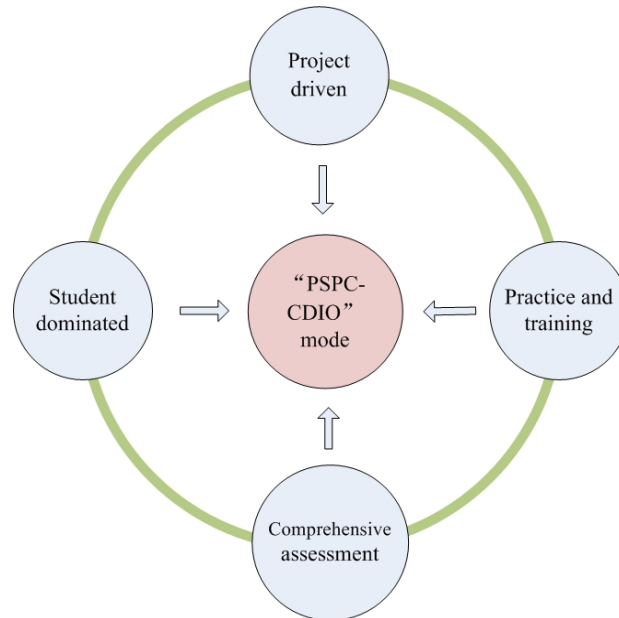 Project
driven
Student
dominated
“PSPC-
CDIO”
mode
Practice and
training
Comprehensive
assessment